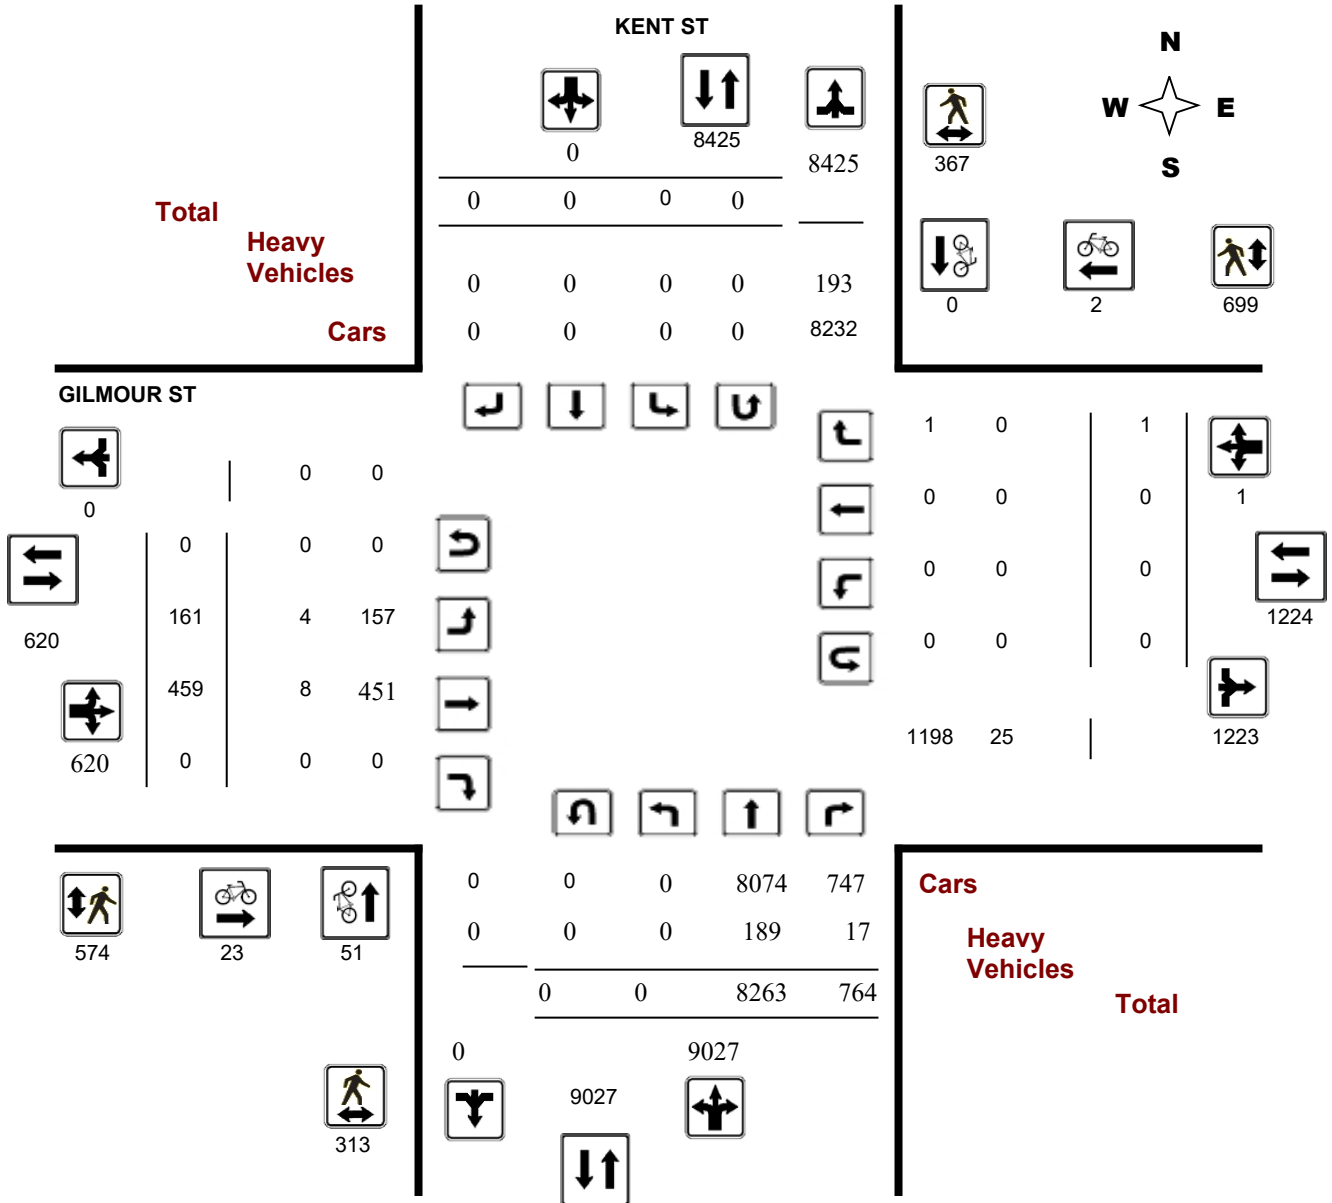 KENT ST
N
W E
S
0 8425 8425 367
0 0 0 0
Total
Heavy
Vehicles
0 0 0 0 193
0 2 699
Cars
0 0 0 0 8232
GILMOUR ST
1 0 1
0 0
0
0 0 0 1
0 0 0
0 0 0
161 4 157
620
1224
0 0 0
459 8 451
620
0 0 0
1198 25 1223
0 0 0 8074 747
Cars
0 0 0 189 17
Heavy
Vehicles
574 23 51
0 0 8263 764
Total
0 9027
9027
313